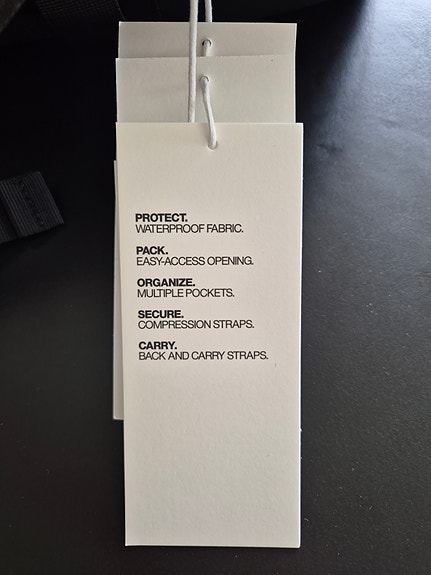 PROTECT.
WATERPROOF FABRIC.
PACK.
EASY-ACCESS OPENING.
ORGANIZE.
MULTIPLE POCKETS.
SECURE.
COMPRESSION STRAPS.
CARRY.
BACK AND CARRY STRAPS.